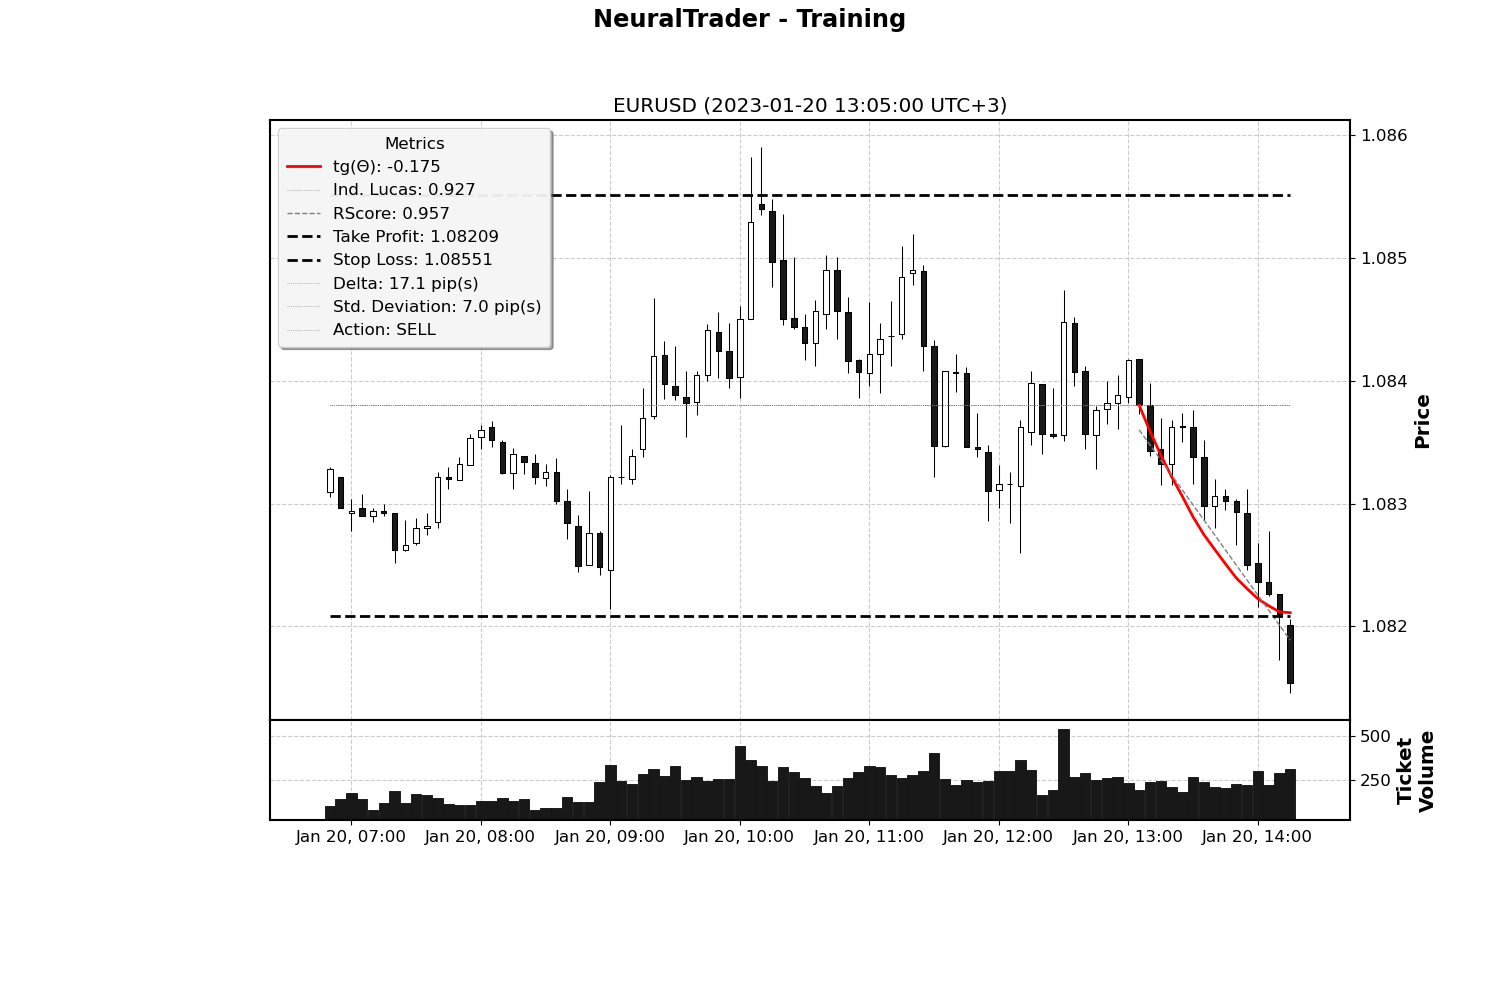 NeuralTrader - Training
EURUSD (2023-01-20 13:05:00 UTC+3)
Metrics
tg(Θ): -0.175
Ind. Lucas: 0.927
RScore: 0.957
Take Profit: 1.08209
Stop Loss: 1.08551
Delta: 17.1 pip(s)
Std. Deviation: 7.0 pip(s)
Action: SELL
1.086
1.085
1.084
1.083
1.082
Price
500
250
Ticket
Volume
Jan 20, 07:00
Jan 20, 08:00
Jan 20, 09:00
Jan 20, 10:00
Jan 20, 11:00
Jan 20, 12:00
Jan 20, 13:00
Jan 20, 14:00